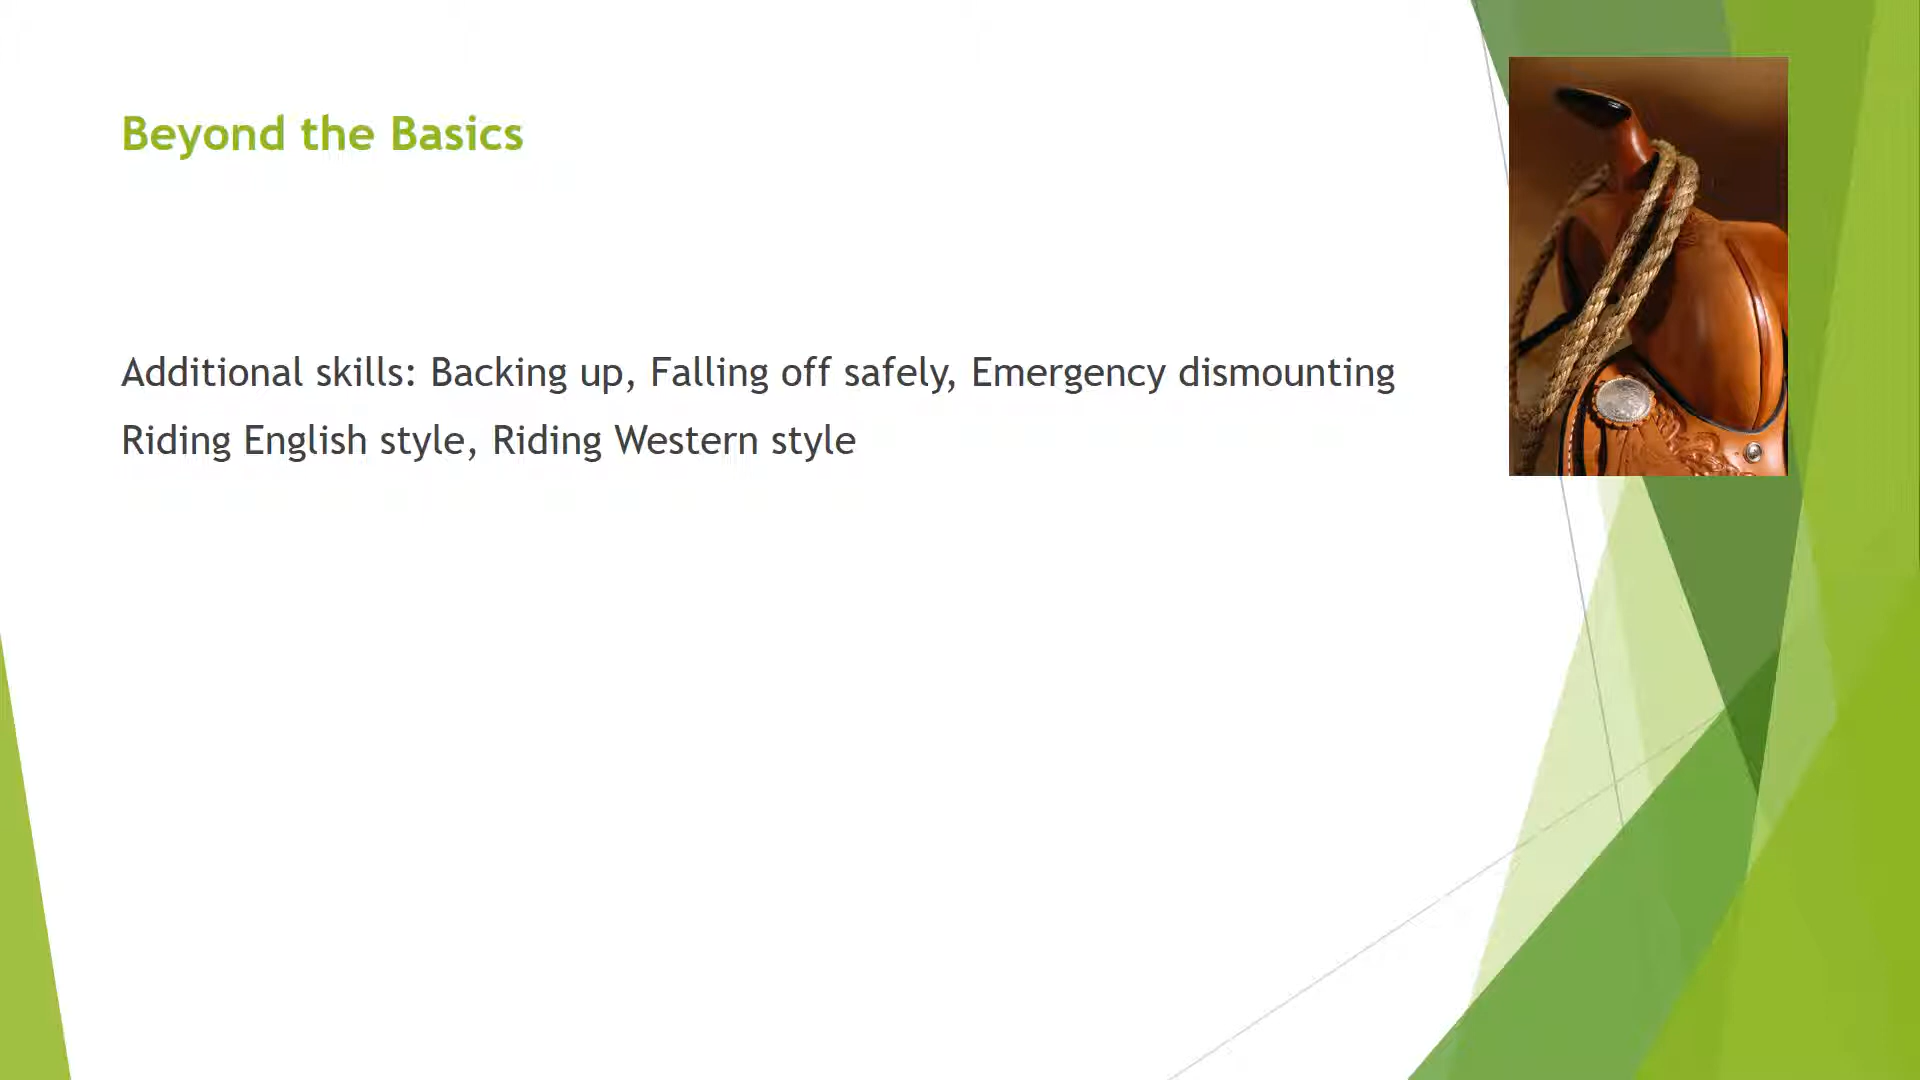 Beyond the Basics
Additional skills: Backing up, Falling off safely, Emergency dismounting
Riding English style, Riding Western style